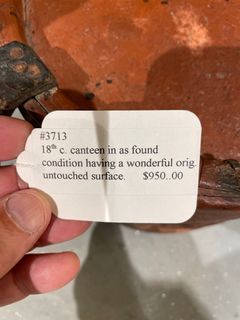 #3713
18th c. canteen in as found
condition having a wonderful orig.
untouched surface. $950..00